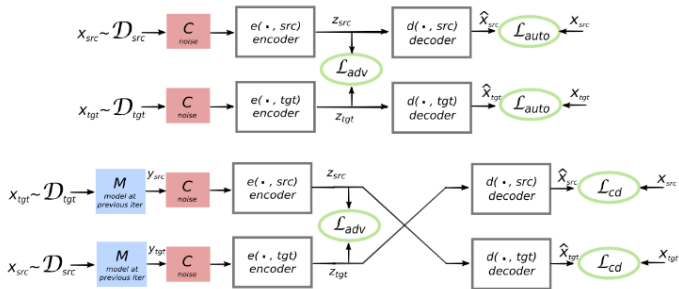 x_src ~ D_src
C
noise
e(·, src)
encoder
z_src
d(·, src)
decoder
x̂_src
L_auto
x_src
L_adv
x_tgt ~ D_tgt
C
noise
e(·, tgt)
encoder
z_tgt
d(·, tgt)
decoder
x̂_tgt
L_auto
x_tgt
x_tgt ~ D_tgt
M
model at
previous iter
y_src
C
noise
e(·, src)
encoder
z_src
d(·, src)
decoder
x̂_src
L_cd
x_src
L_adv
x_src ~ D_src
M
model at
previous iter
y_tgt
C
noise
e(·, tgt)
encoder
z_tgt
d(·, tgt)
decoder
x̂_tgt
L_cd
x_tgt